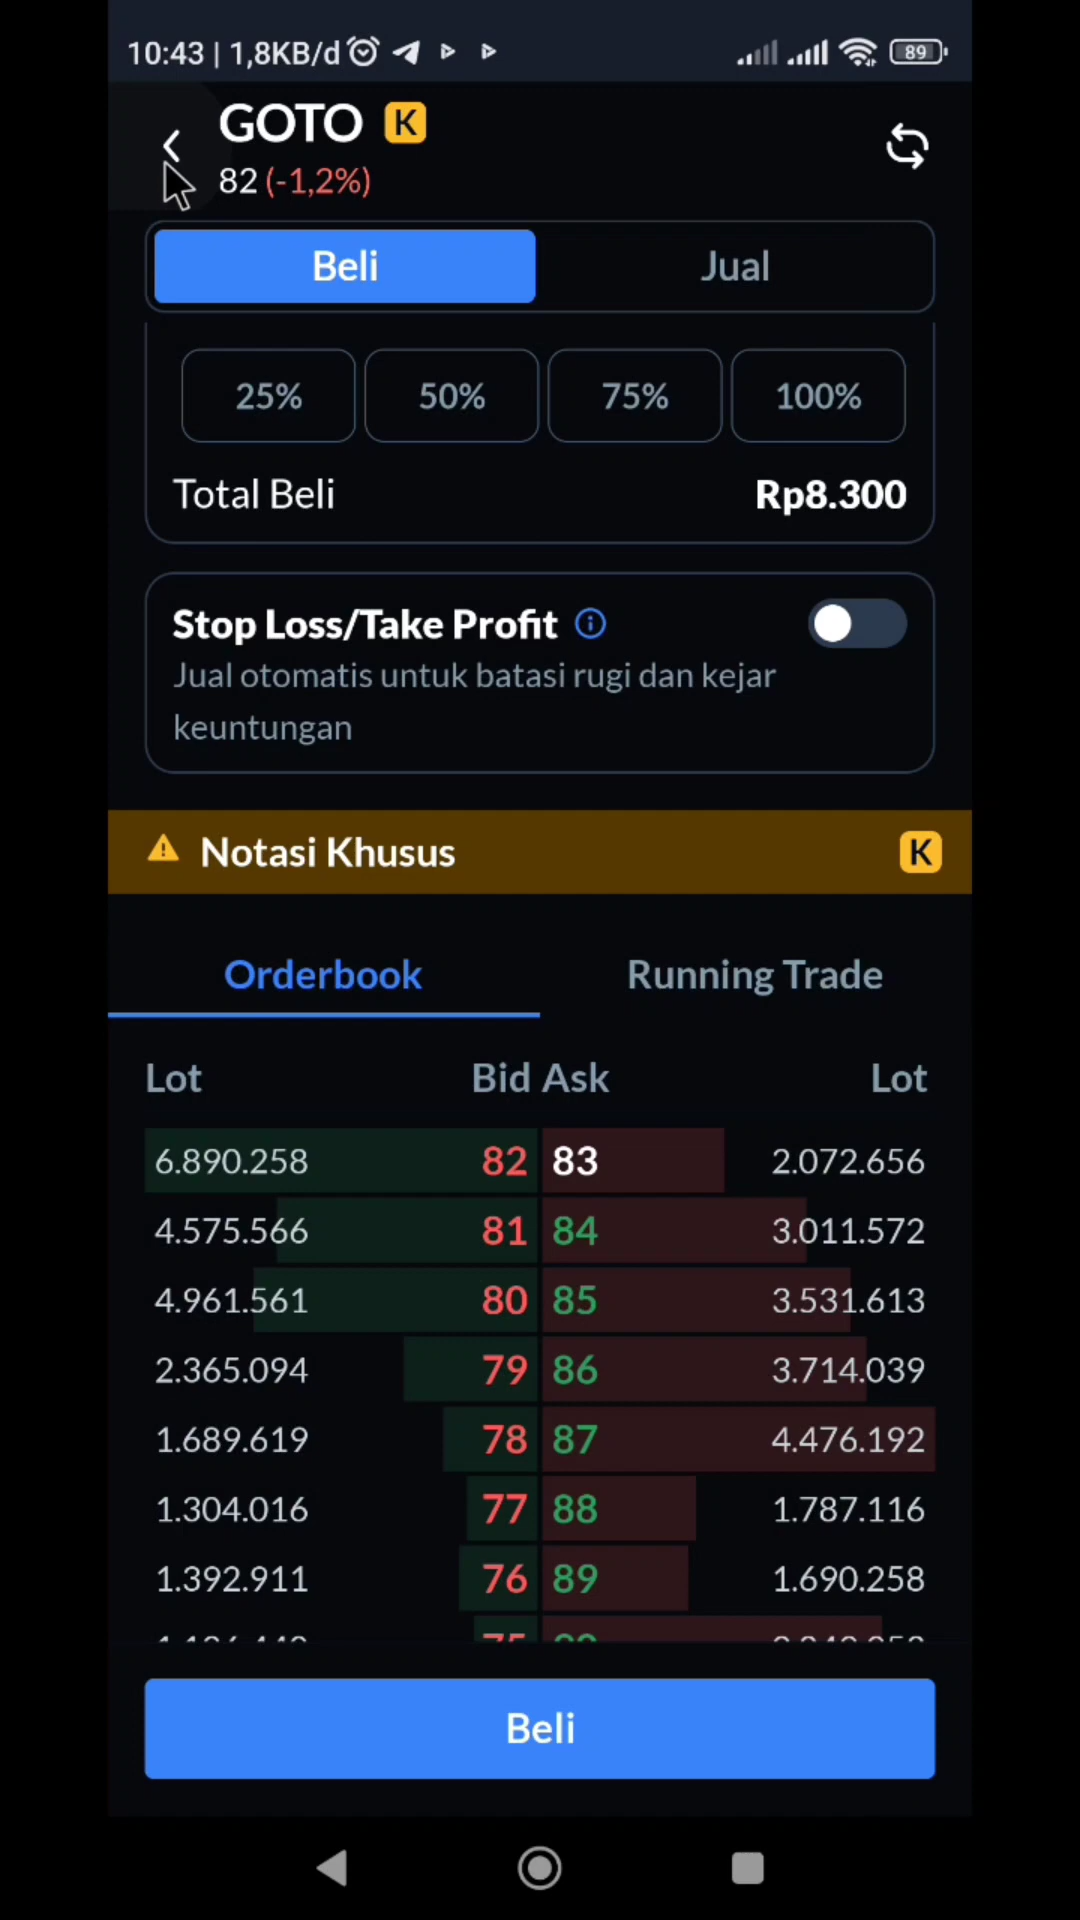 10:43 | 1,8KB/d 89
GOTO K
82 (-1,2%)
Beli Jual
25% 50% 75% 100%
Total Beli Rp8.300
Stop Loss/Take Profit
Jual otomatis untuk batasi rugi dan kejar
keuntungan
Notasi Khusus K
Orderbook Running Trade
Lot Bid Ask Lot
6.890.258 82 83 2.072.656
4.575.566 81 84 3.011.572
4.961.561 80 85 3.531.613
2.365.094 79 86 3.714.039
1.689.619 78 87 4.476.192
1.304.016 77 88 1.787.116
1.392.911 76 89 1.690.258
Beli